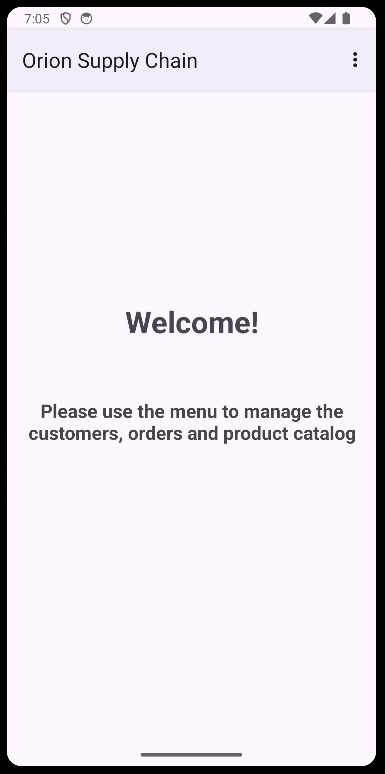 7:05
Orion Supply Chain
Welcome!
Please use the menu to manage the
customers, orders and product catalog